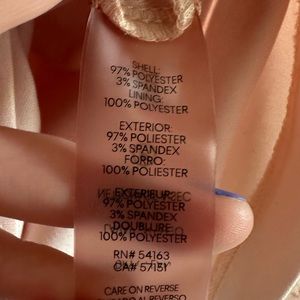 SHELL:
97% POLYESTER
3% SPANDEX
LINING:
100% POLYESTER
EXTERIOR:
97% POLIESTER
3% SPANDEX
FORRO:
100% POLIESTER
EXTERIEUR:
97% POLYESTER
3% SPANDEX
DOUBLURE:
100% POLYESTER
RN# 54163
CA# 57151
CARE ON REVERSE